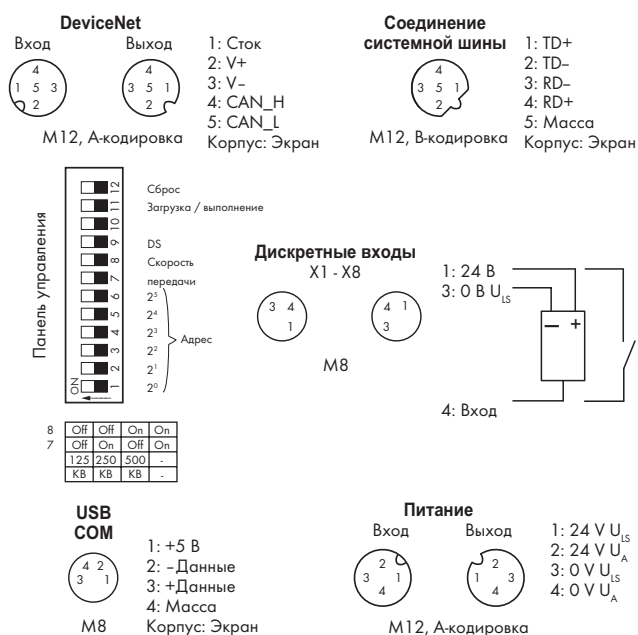 DeviceNet
Вход
Выход
4
1 5 3
2
4
3 5 1
2
1: Сток
2: V+
3: V–
4: CAN_H
5: CAN_L
Корпус: Экран
M12, A-кодировка
Соединение
системной шины
4
3 5 1
2
1: TD+
2: TD–
3: RD–
4: RD+
5: Масса
Корпус: Экран
M12, B-кодировка
Панель управления
12
11
10
9
8
7
6
5
4
3
2
1
ON
Сброс
Загрузка / выполнение
DS
Скорость
передачи
2⁵
2⁴
2³
2²
2¹
2⁰
Адрес
8 Off Off On On
7 Off On Off On
125 250 500 -
KB KB KB -
Дискретные входы
X1 - X8
3 4
1
4 1
3
M8
1: 24 В
3: 0 В U_LS
– +
4: Вход
USB
COM
4 2
3 1
M8
1: +5 В
2: –Данные
3: +Данные
4: Масса
Корпус: Экран
Питание
Вход
Выход
2
3 1
4
2
1 3
4
1: 24 V U_LS
2: 24 V U_A
3: 0 V U_LS
4: 0 V U_A
M12, A-кодировка